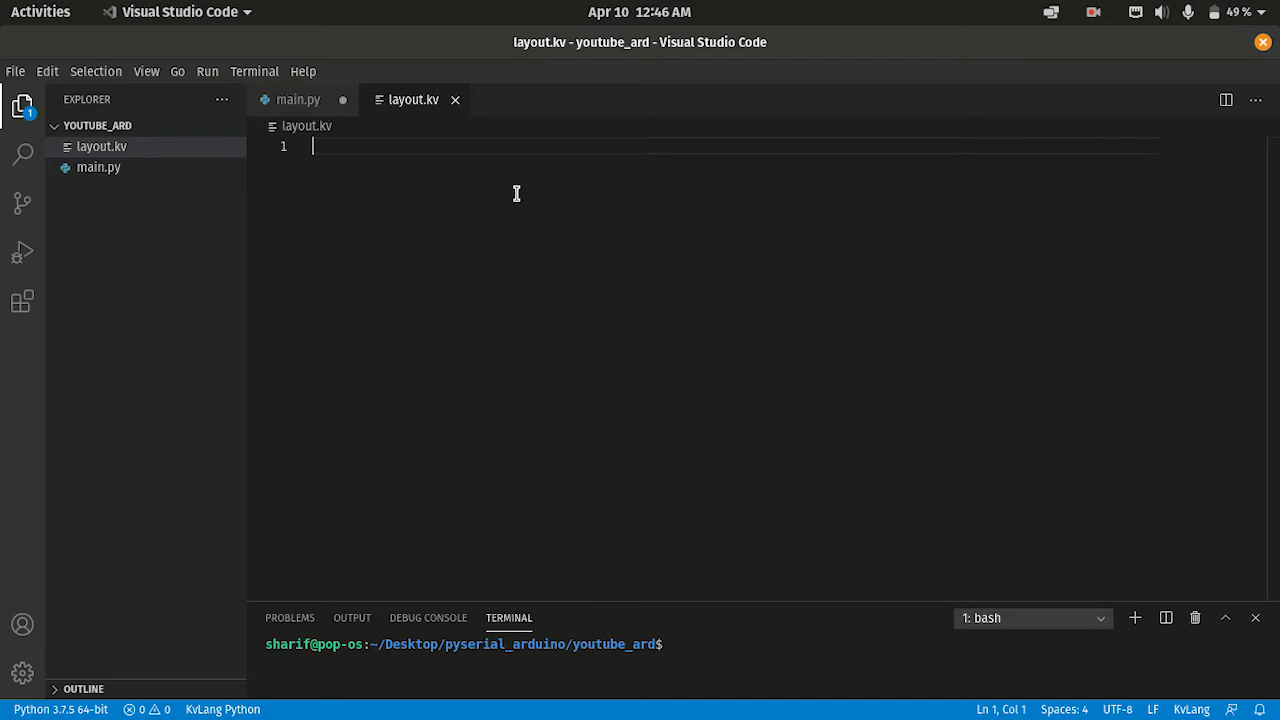 Activities
Visual Studio Code
Apr 10 12:46 AM
49 %
layout.kv - youtube_ard - Visual Studio Code
File Edit Selection View Go Run Terminal Help
EXPLORER
main.py
layout.kv
1
YOUTUBE_ARD
layout.kv
layout.kv
1
main.py
PROBLEMS OUTPUT DEBUG CONSOLE TERMINAL
1: bash
sharif@pop-os:~/Desktop/pyserial_arduino/youtube_ard$
OUTLINE
Python 3.7.5 64-bit 0 0 KvLang Python Ln 1, Col 1 Spaces: 4 UTF-8 LF KvLang